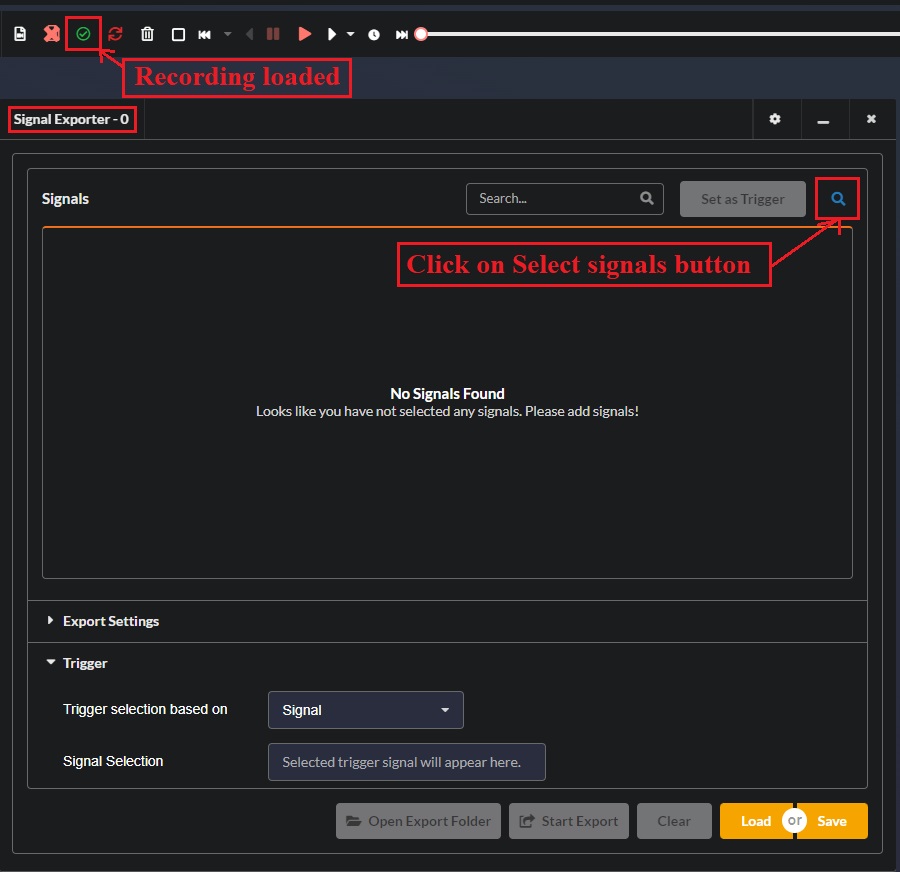 Recording loaded
Signal Exporter - 0
Signals
Search...
Set as Trigger
Click on Select signals button
No Signals Found
Looks like you have not selected any signals. Please add signals!
Export Settings
Trigger
Trigger selection based on
Signal
Signal Selection
Selected trigger signal will appear here.
Open Export Folder
Start Export
Clear
Load or Save